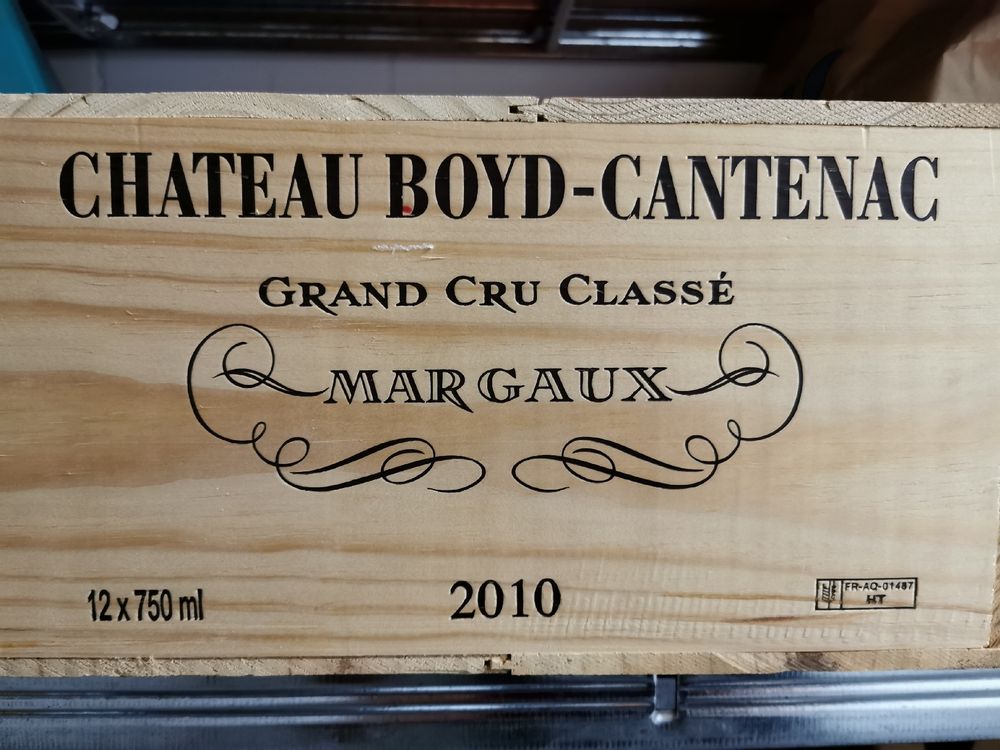 CHATEAU BOYD-CANTENAC
GRAND CRU CLASSÉ
MARGAUX
12 x 750 ml
2010
FR-AQ-01487
HT